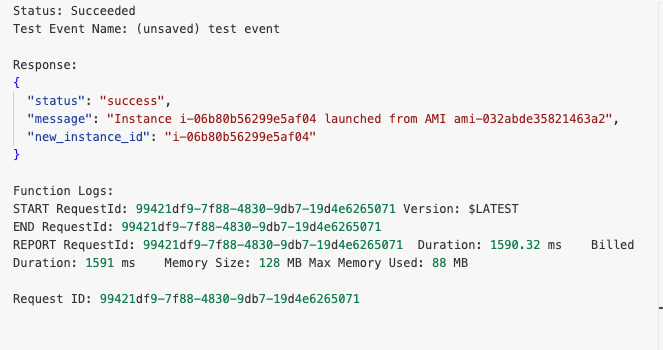 Status: Succeeded
Test Event Name: (unsaved) test event
Response:
{
"status": "success",
"message": "Instance i-06b80b56299e5af04 launched from AMI ami-032abde35821463a2",
"new_instance_id": "i-06b80b56299e5af04"
}
Function Logs:
START RequestId: 99421df9-7f88-4830-9db7-19d4e6265071 Version: $LATEST
END RequestId: 99421df9-7f88-4830-9db7-19d4e6265071
REPORT RequestId: 99421df9-7f88-4830-9db7-19d4e6265071 Duration: 1590.32 ms Billed
Duration: 1591 ms Memory Size: 128 MB Max Memory Used: 88 MB
Request ID: 99421df9-7f88-4830-9db7-19d4e6265071